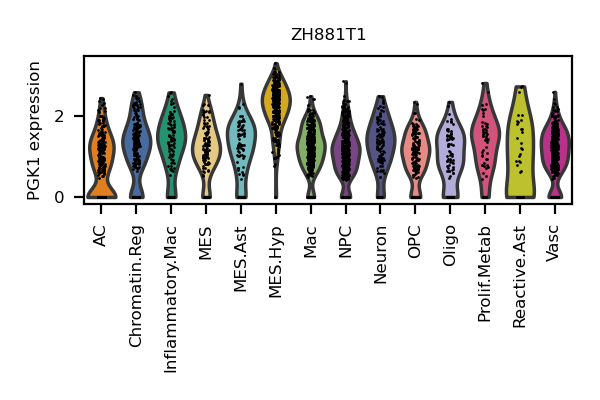 ZH881T1
PGK1 expression
2
0
AC
Chromatin.Reg
Inflammatory.Mac
MES
MES.Ast
MES.Hyp
Mac
NPC
Neuron
OPC
Oligo
Prolif.Metab
Reactive.Ast
Vasc